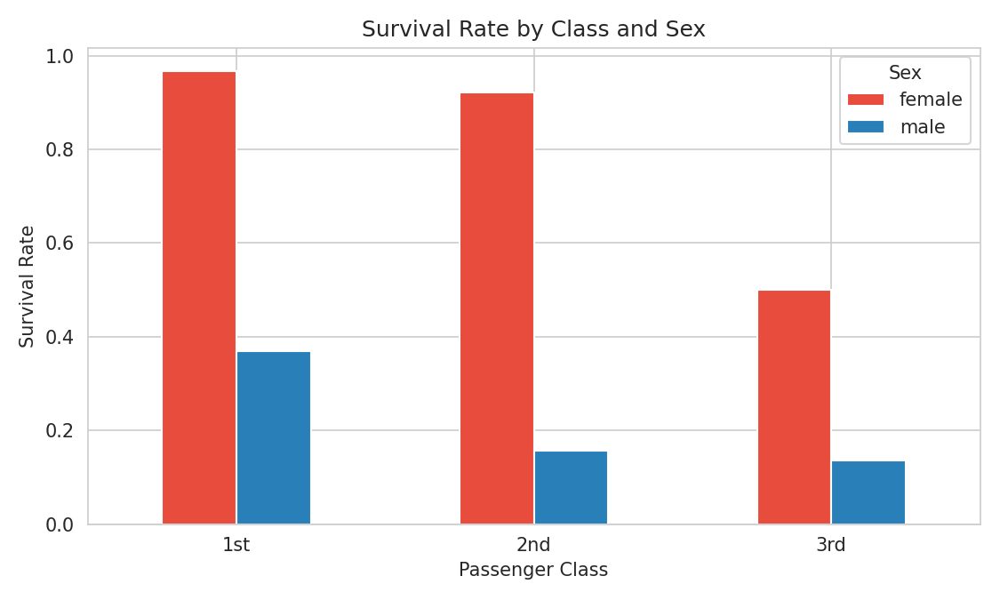 Survival Rate by Class and Sex
Sex
female
male
Survival Rate
1.0
0.8
0.6
0.4
0.2
0.0
1st
2nd
3rd
Passenger Class